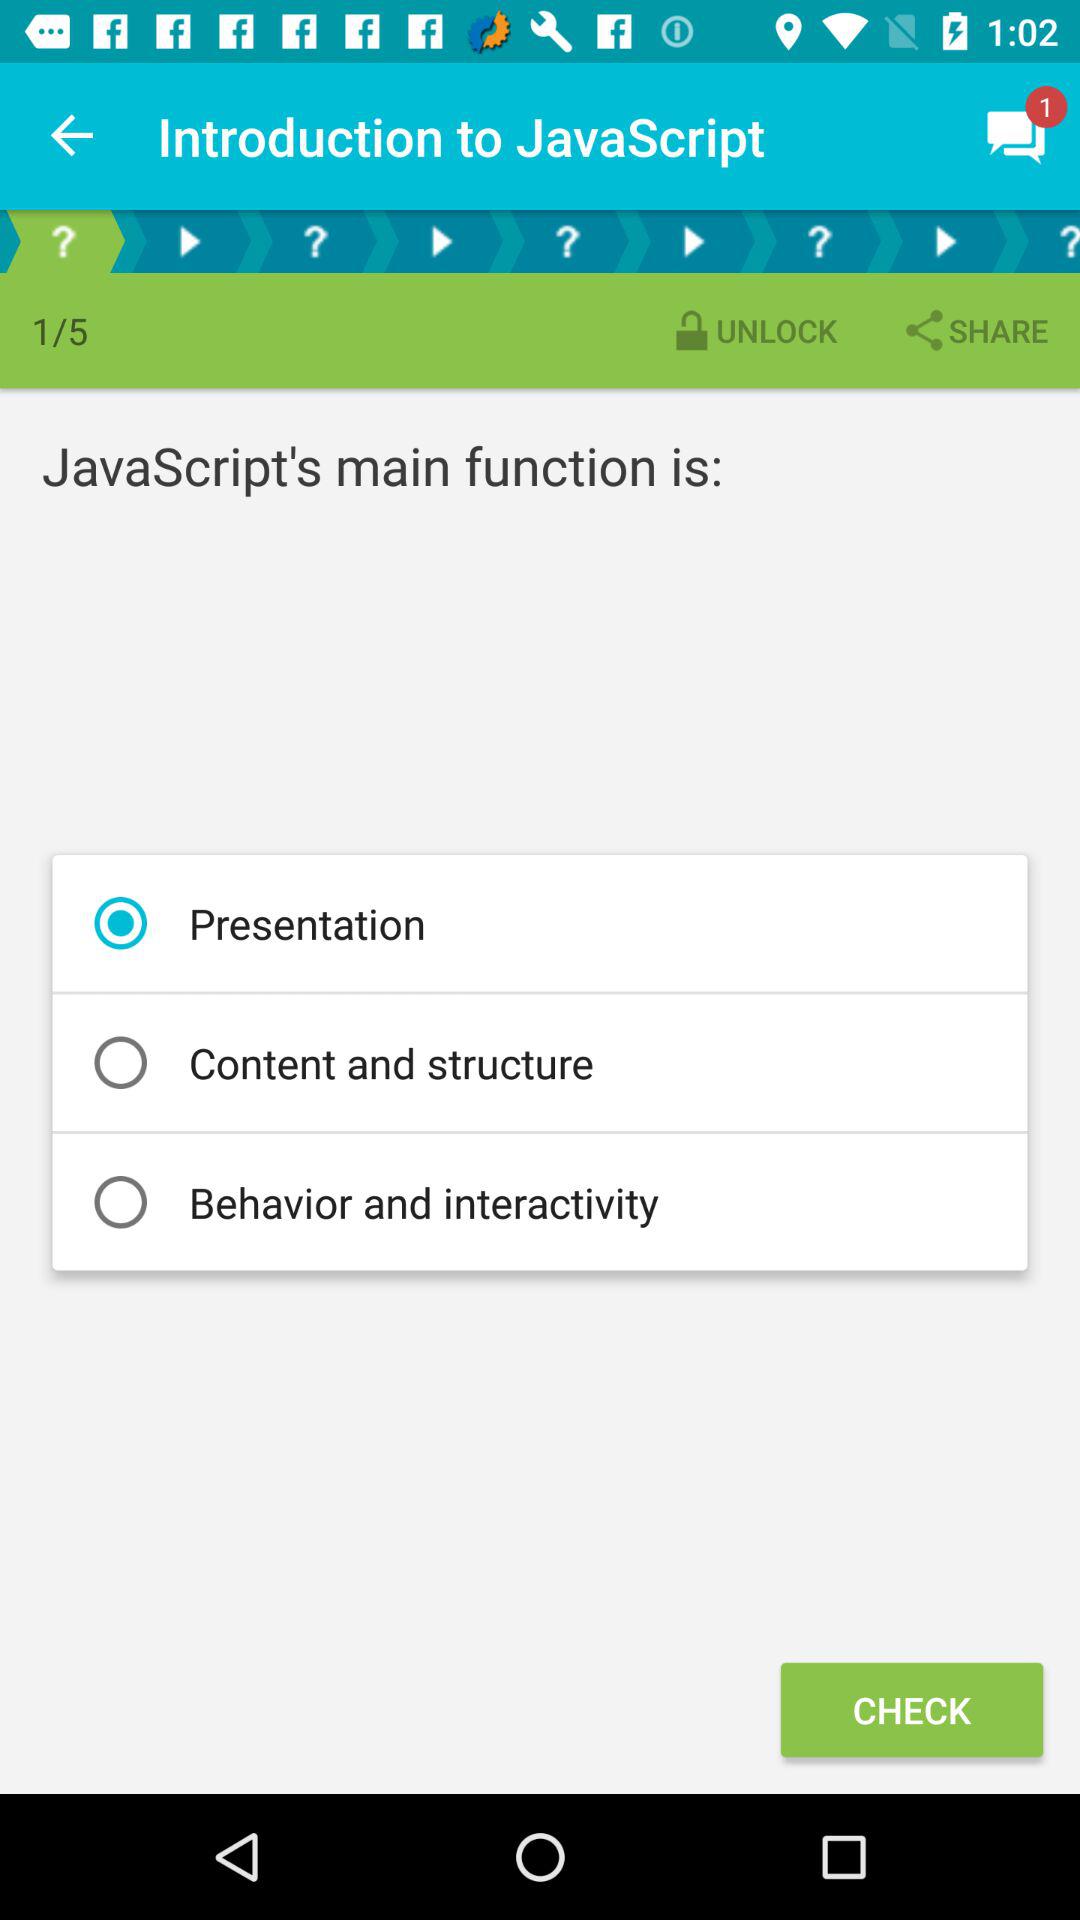 1:02
Introduction to JavaScript
1
? ? ? ? ?
1/5
UNLOCK
SHARE
JavaScript's main function is:
Presentation
Content and structure
Behavior and interactivity
CHECK